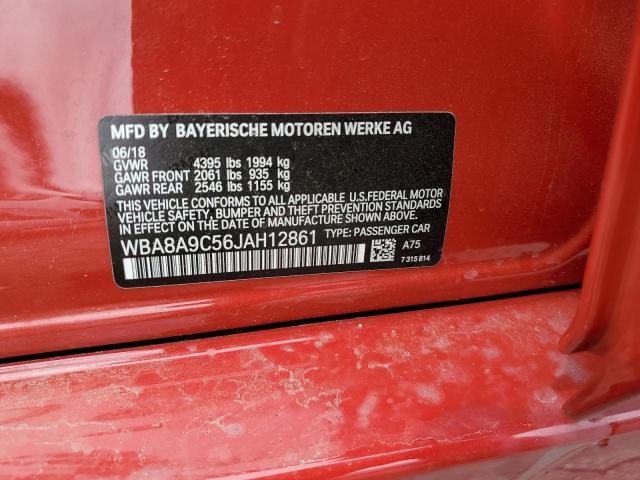 MFD BY BAYERISCHE MOTOREN WERKE AG
06/18
GVWR 4395 lbs 1994 kg
GAWR FRONT 2061 lbs 935 kg
GAWR REAR 2546 lbs 1155 kg
THIS VEHICLE CONFORMS TO ALL APPLICABLE U.S.FEDERAL MOTOR
VEHICLE SAFETY, BUMPER, AND THEFT PREVENTION STANDARDS
IN EFFECT ON THE DATE OF MANUFACTURE SHOWN ABOVE.
WBA8A9C56JAH12861 TYPE: PASSENGER CAR
A75
7 315 814